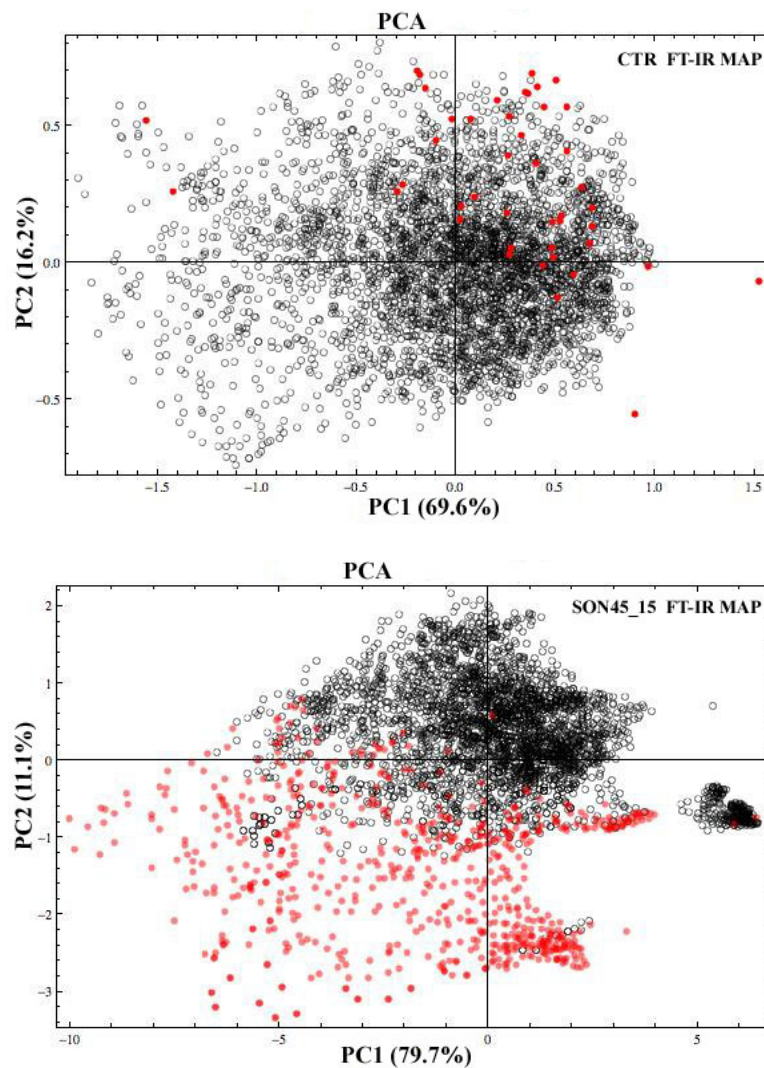 PCA
CTR FT-IR MAP
0.5
0.0
−0.5
PC2 (16.2%)
−1.5 −1.0 −0.5 0.0 0.5 1.0 1.5
PC1 (69.6%)
PCA
SON45_15 FT-IR MAP
2
1
0
−1
−2
−3
PC2 (11.1%)
−10 −5 0 5
PC1 (79.7%)